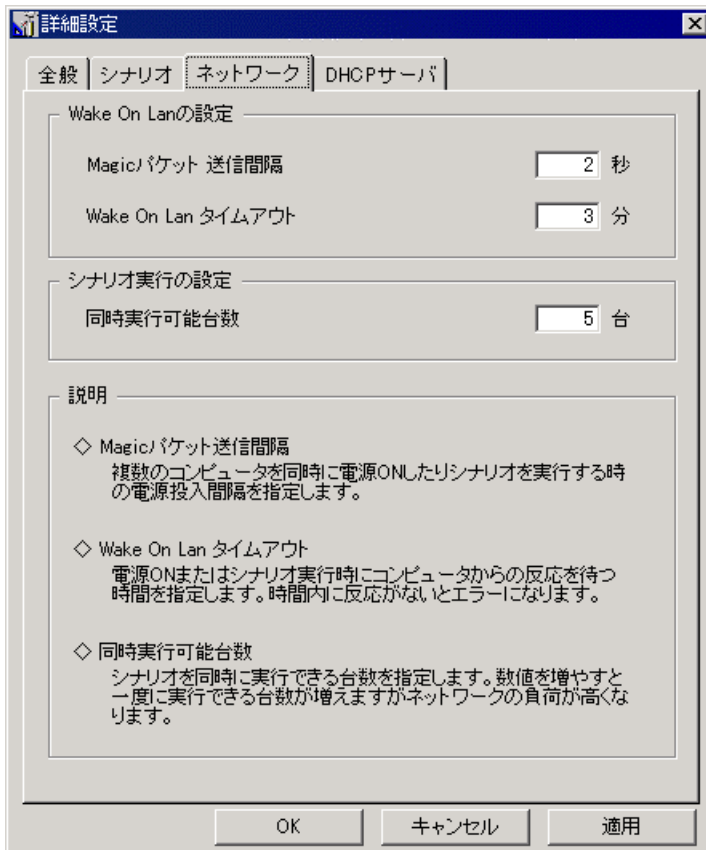 詳細設定
全般 シナリオ ネットワーク DHCPサーバ
Wake On Lanの設定
Magicパケット 送信間隔 2 秒
Wake On Lan タイムアウト 3 分
シナリオ実行の設定
同時実行可能台数 5 台
説明
◇ Magicパケット送信間隔
複数のコンピュータを同時に電源ONしたりシナリオを実行する時
の電源投入間隔を指定します。
◇ Wake On Lan タイムアウト
電源ONまたはシナリオ実行時にコンピュータからの反応を待つ
時間を指定します。時間内に反応がないとエラーになります。
◇ 同時実行可能台数
シナリオを同時に実行できる台数を指定します。数値を増やすと
一度に実行できる台数が増えますがネットワークの負荷が高くな
ります。
OK キャンセル 適用